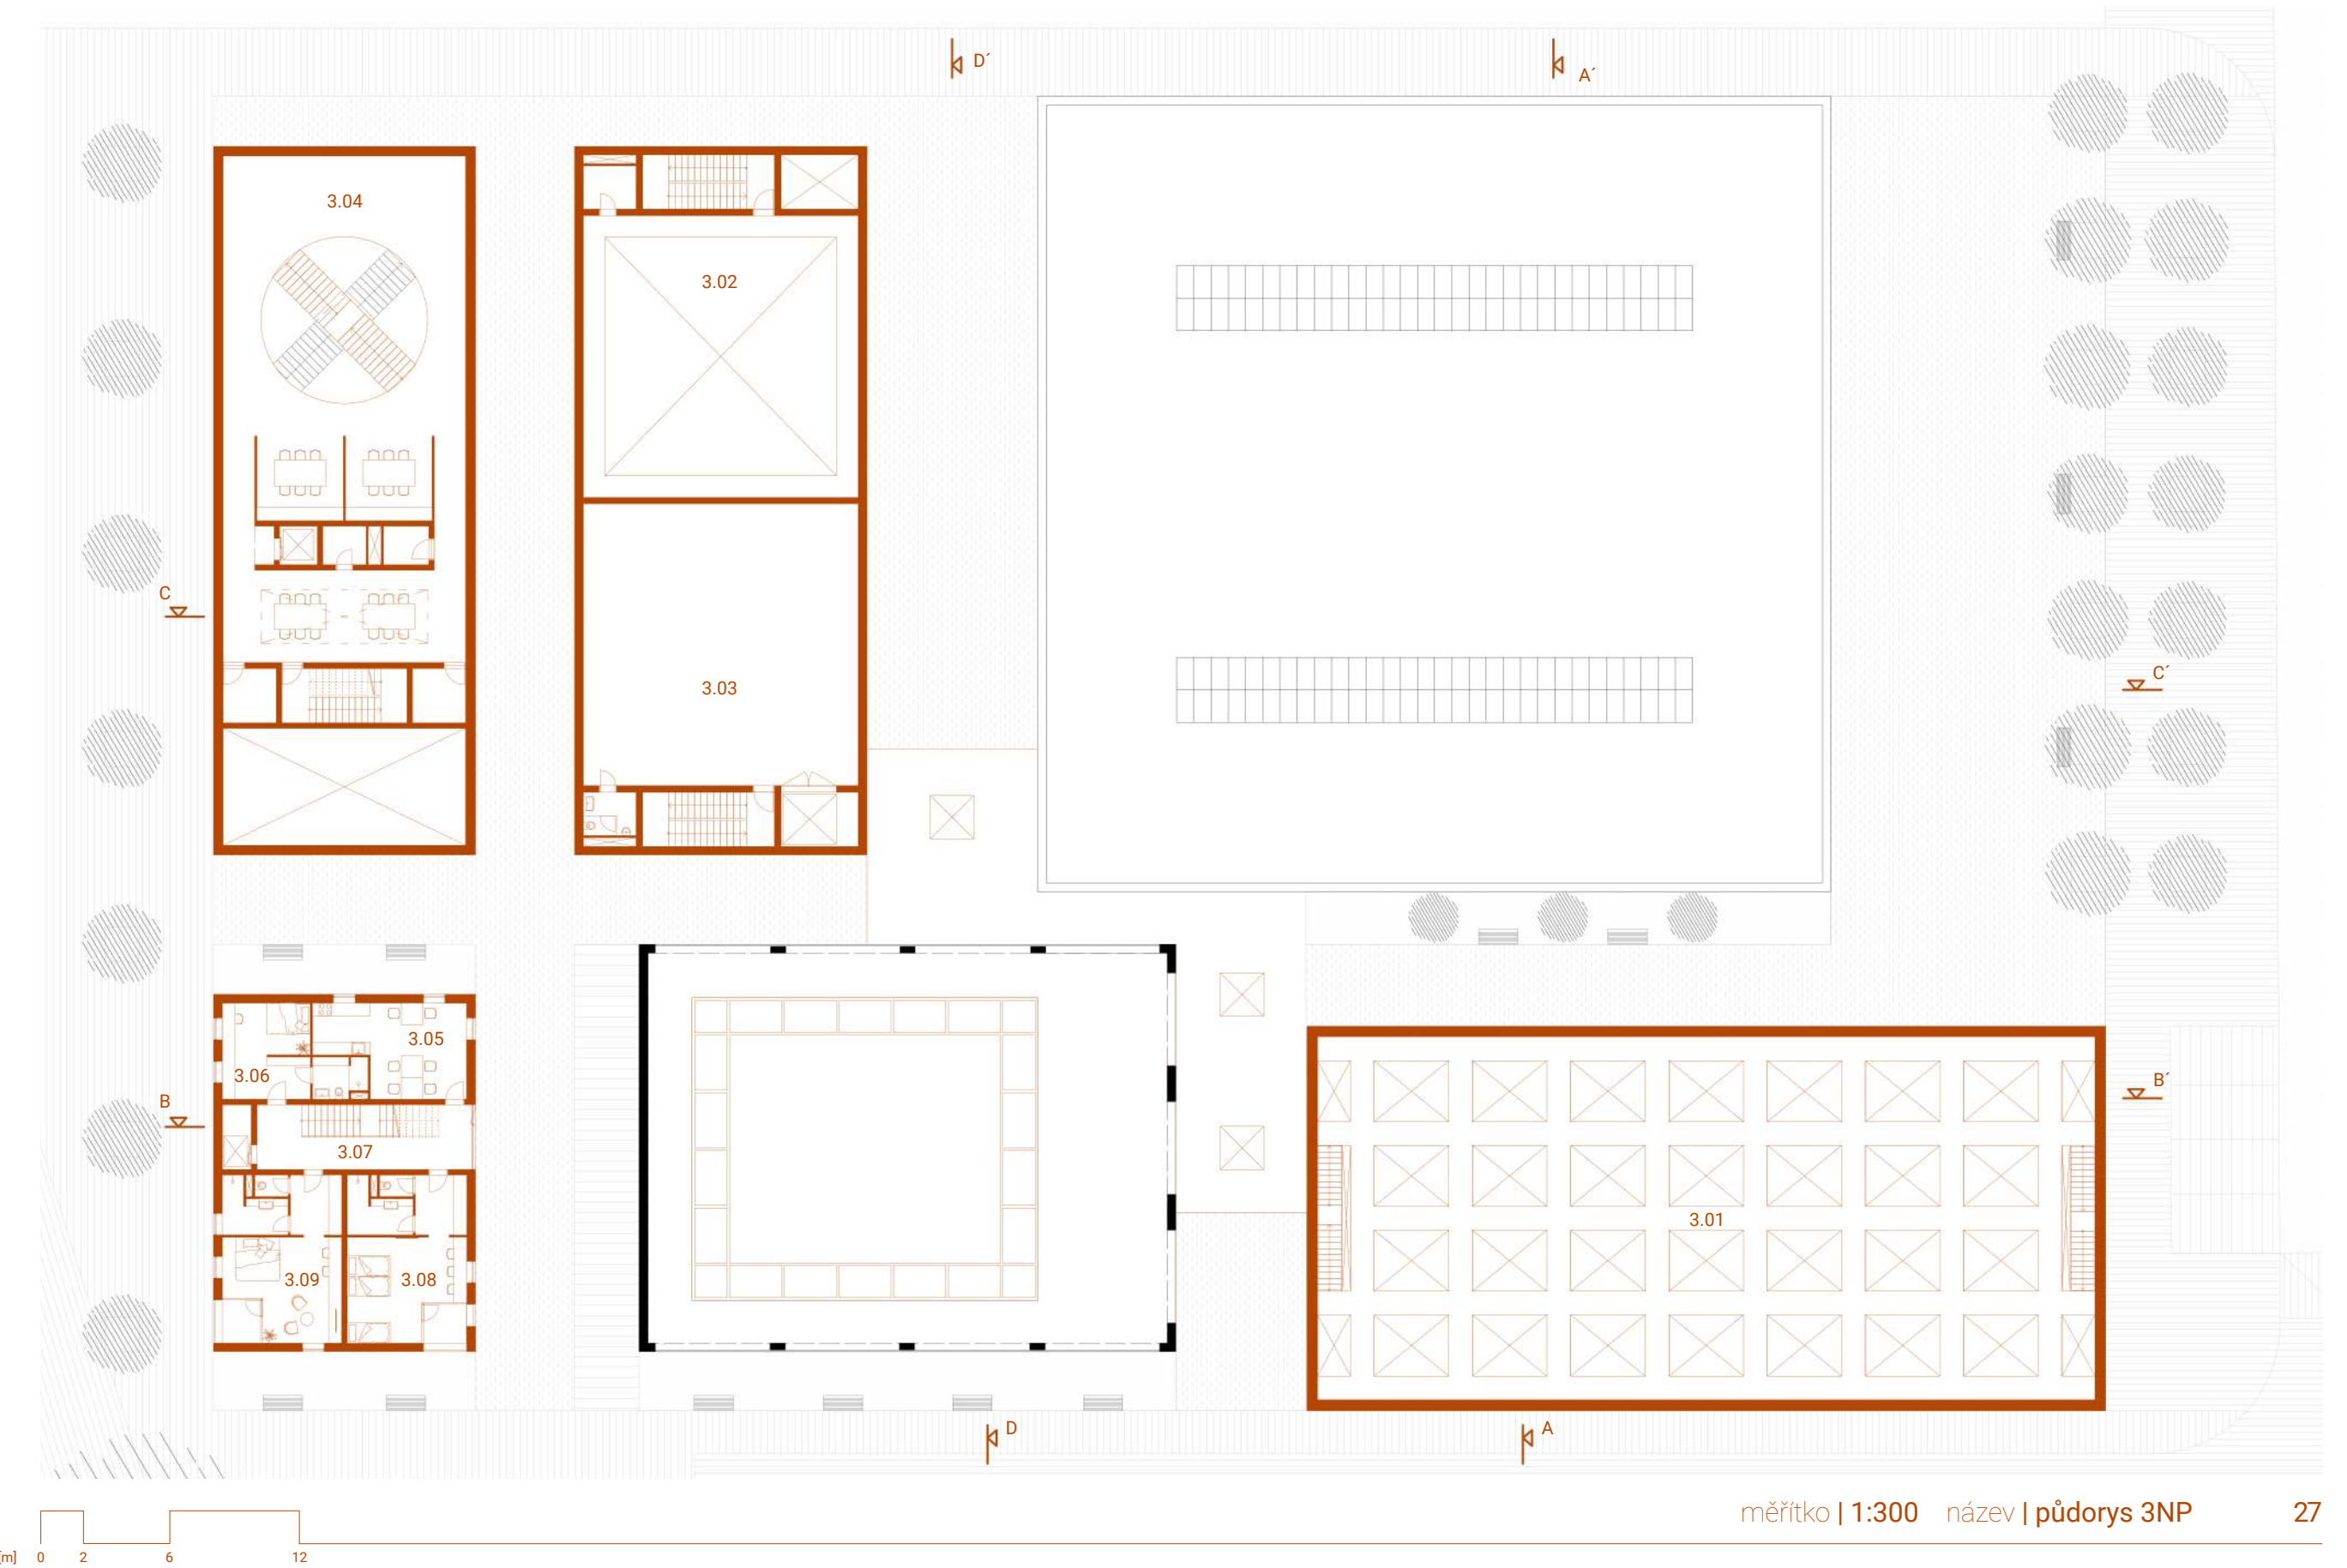 D´
A´
3.04
3.02
C
C´
3.03
3.05
3.06
B
B´
3.07
3.01
3.09
3.08
D
A
měřítko | 1:300 název | půdorys 3NP 27
[m] 0 2 6 12